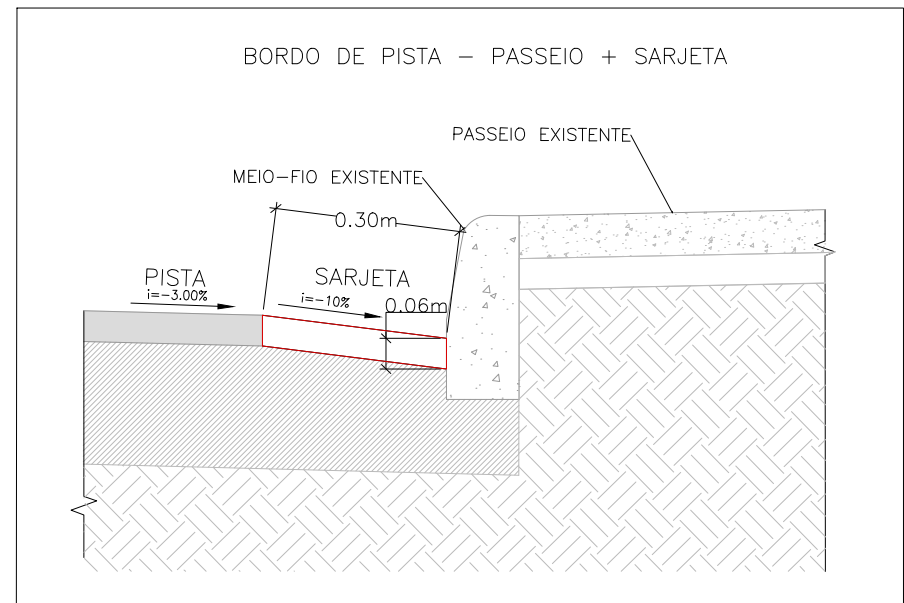 BORDO DE PISTA - PASSEIO + SARJETA
PASSEIO EXISTENTE
MEIO-FIO EXISTENTE
0.30m
PISTA
i=-3.00%
SARJETA
i=-10%
0.06m